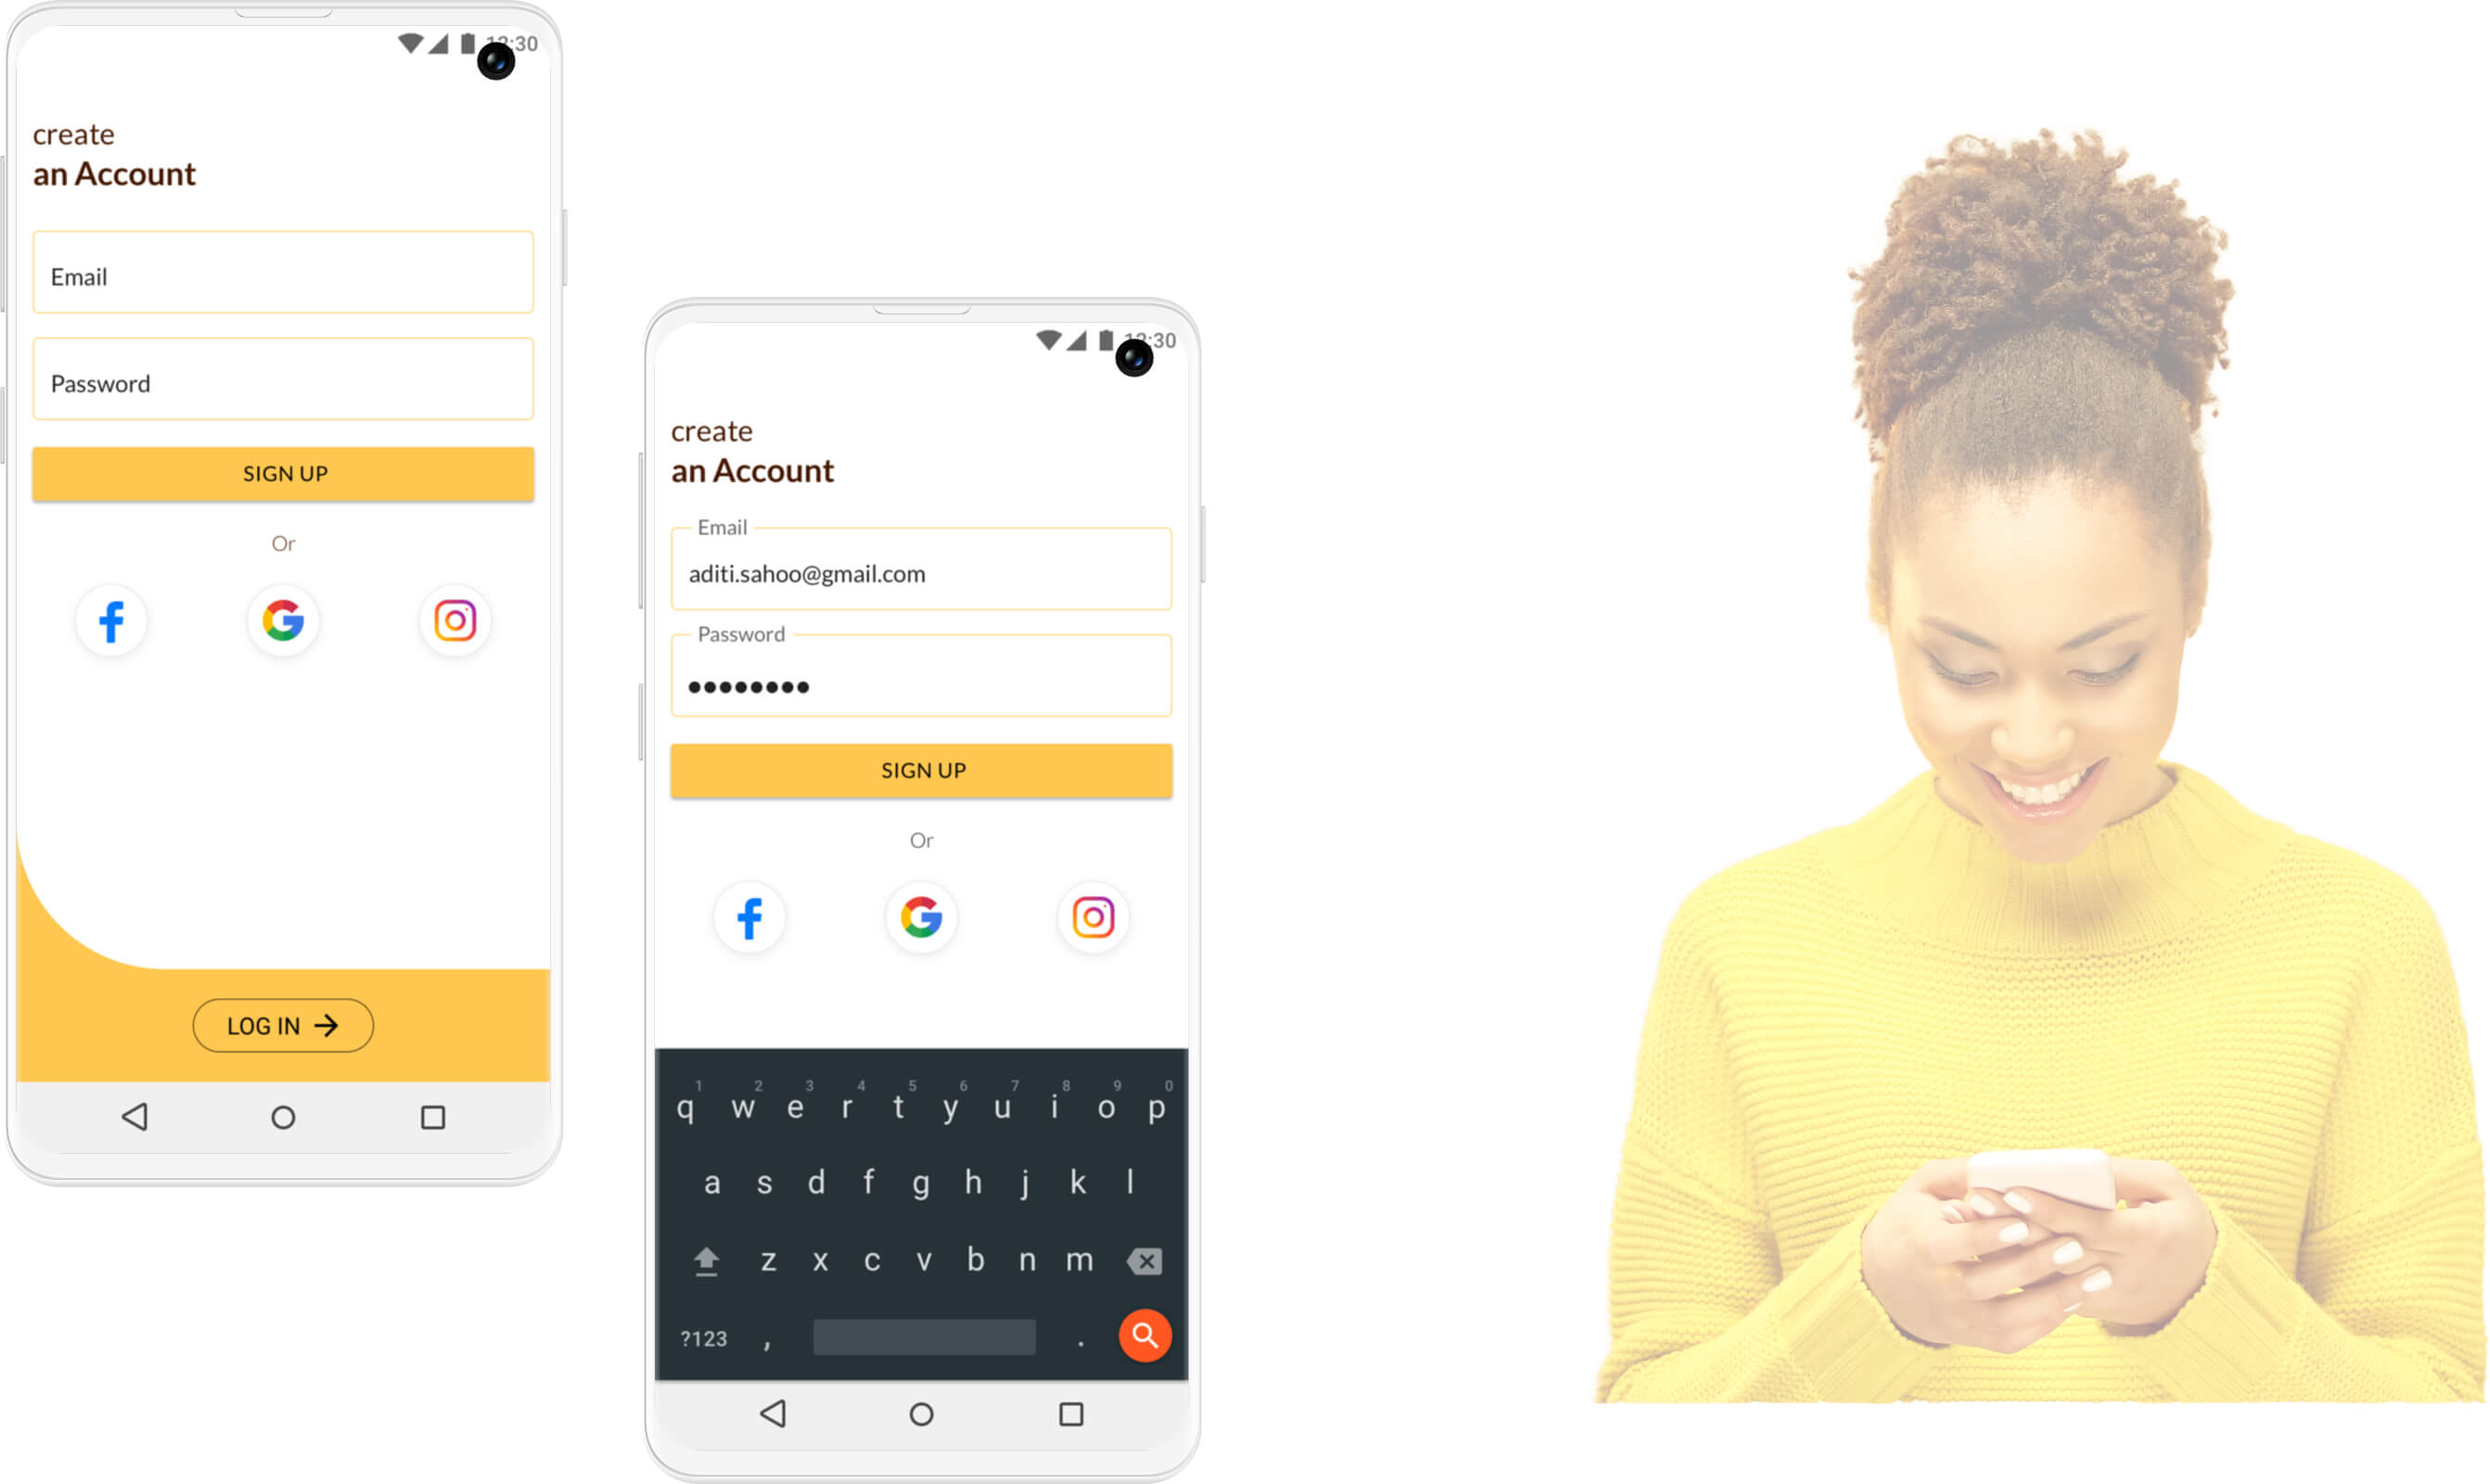 12:30
create
an Account
Email
Password
SIGN UP
Or
LOG IN
12:30
create
an Account
Email
aditi.sahoo@gmail.com
Password
SIGN UP
Or
1 2 3 4 5 6 7 8 9 0
q w e r t y u i o p
a s d f g h j k l
z x c v b n m
?123 , .